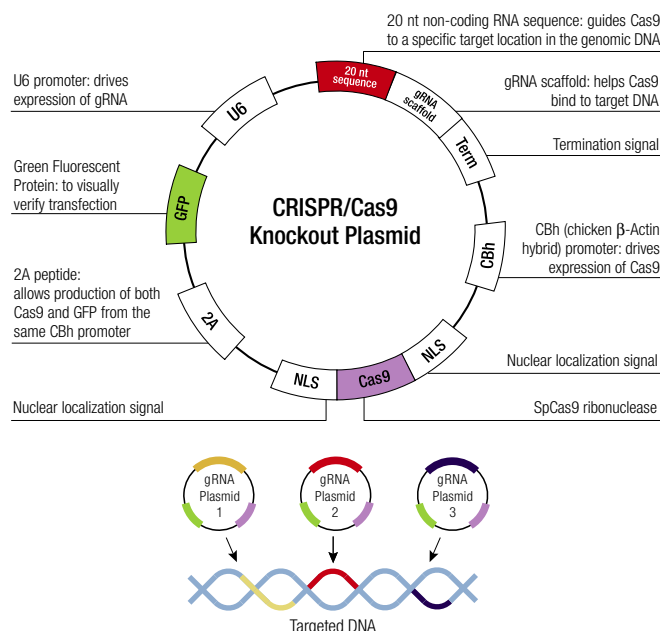 20 nt non-coding RNA sequence: guides Cas9
to a specific target location in the genomic DNA
U6 promoter: drives
expression of gRNA
20 nt
sequence
gRNA
scaffold
gRNA scaffold: helps Cas9
bind to target DNA
U6
Term
Termination signal
Green Fluorescent
Protein: to visually
verify transfection
GFP
CRISPR/Cas9
Knockout Plasmid
CBh
CBh (chicken β-Actin
hybrid) promoter: drives
expression of Cas9
2A peptide:
allows production of both
Cas9 and GFP from the
same CBh promoter
2A
NLS
Cas9
NLS
Nuclear localization signal
Nuclear localization signal
SpCas9 ribonuclease
gRNA
Plasmid
1
gRNA
Plasmid
2
gRNA
Plasmid
3
Targeted DNA